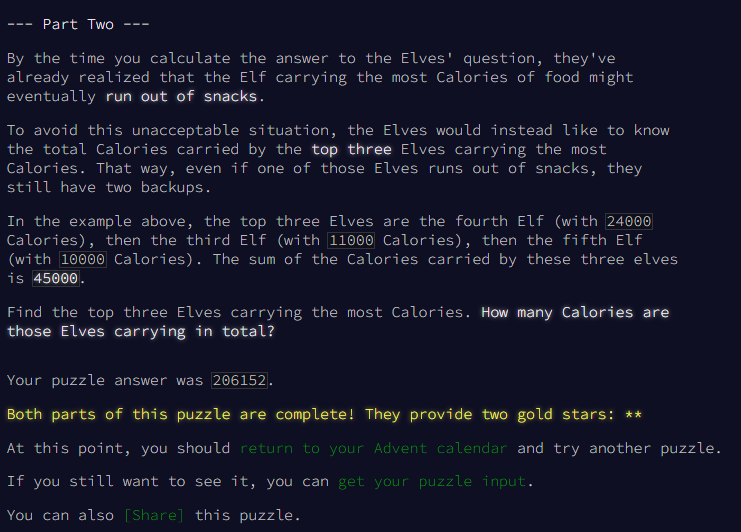 --- Part Two ---
By the time you calculate the answer to the Elves' question, they've
already realized that the Elf carrying the most Calories of food might
eventually run out of snacks.
To avoid this unacceptable situation, the Elves would instead like to know
the total Calories carried by the top three Elves carrying the most
Calories. That way, even if one of those Elves runs out of snacks, they
still have two backups.
In the example above, the top three Elves are the fourth Elf (with 24000
Calories), then the third Elf (with 11000 Calories), then the fifth Elf
(with 10000 Calories). The sum of the Calories carried by these three elves
is 45000.
Find the top three Elves carrying the most Calories. How many Calories are
those Elves carrying in total?
Your puzzle answer was 206152.
Both parts of this puzzle are complete! They provide two gold stars: **
At this point, you should return to your Advent calendar and try another puzzle.
If you still want to see it, you can get your puzzle input.
You can also [Share] this puzzle.